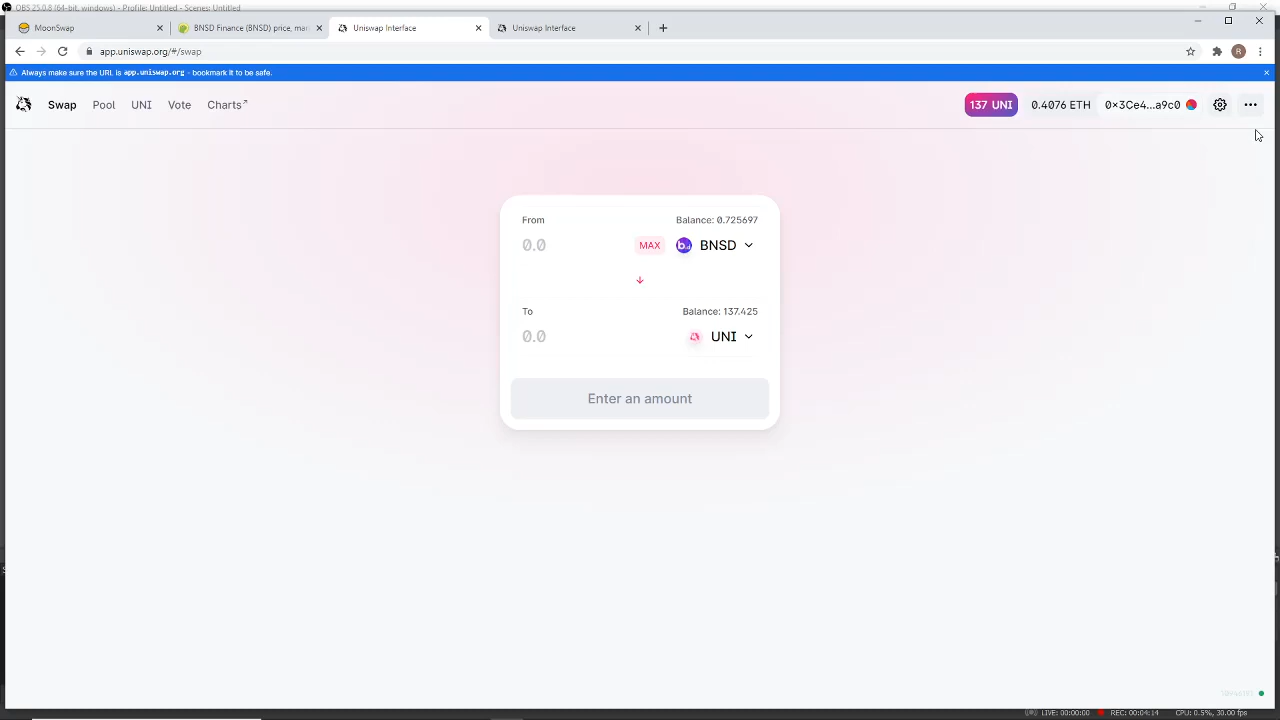 OBS 25.0.8 (64-bit, windows) - Profile: Untitled - Scenes: Untitled
MoonSwap
BNSD Finance (BNSD) price, mar
Uniswap Interface
Uniswap Interface
app.uniswap.org/#/swap
R
Always make sure the URL is app.uniswap.org - bookmark it to be safe.
Swap
Pool
UNI
Vote
Charts
137 UNI
0.4076 ETH
0×3Ce4...a9c0
From
Balance: 0.725697
0.0
MAX
BNSD
To
Balance: 137.425
0.0
UNI
Enter an amount
LIVE: 00:00:00
REC: 00:04:14
CPU: 0.5%, 30.00 fps